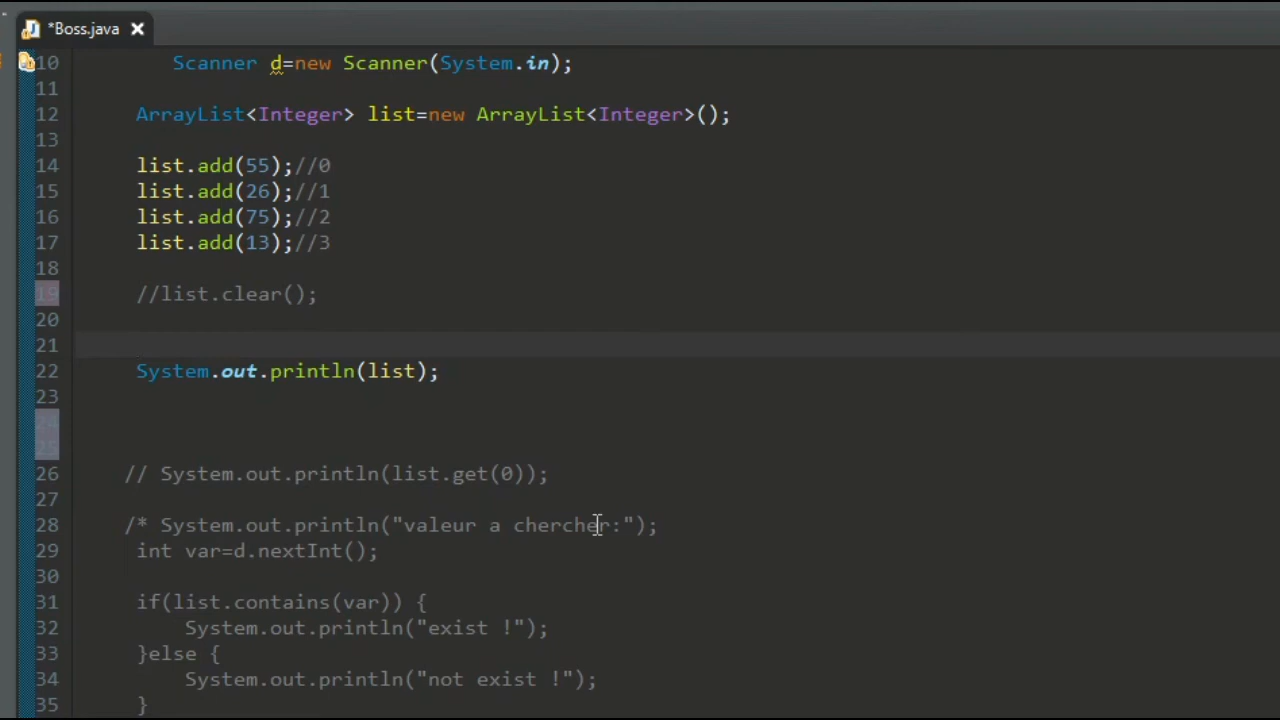 *Boss.java
10 Scanner d=new Scanner(System.in);
11
12 ArrayList<Integer> list=new ArrayList<Integer>();
13
14 list.add(55);//0
15 list.add(26);//1
16 list.add(75);//2
17 list.add(13);//3
18
19 //list.clear();
20
21
22 System.out.println(list);
23
24
25
26 // System.out.println(list.get(0));
27
28 /* System.out.println("valeur a chercher:");
29 int var=d.nextInt();
30
31 if(list.contains(var)) {
32 System.out.println("exist !");
33 }else {
34 System.out.println("not exist !");
35 }